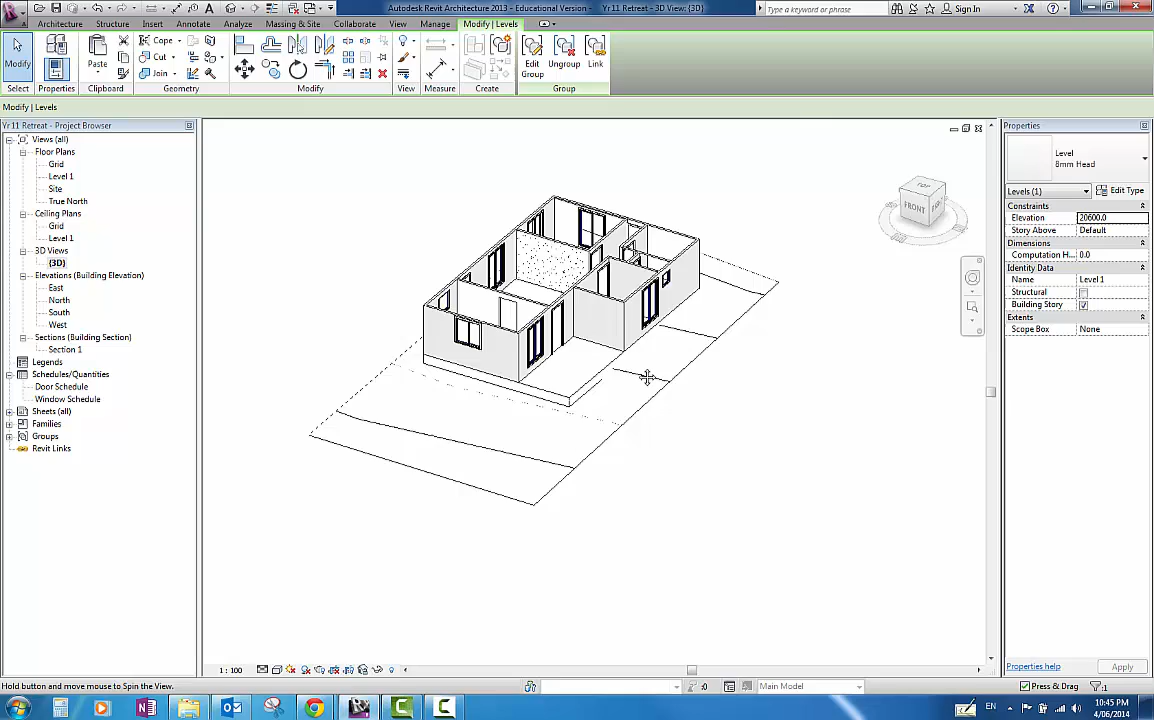 Autodesk Revit Architecture 2013 - Educational Version - Yr 11 Retreat - 3D View: {3D}
Type a keyword or phrase
Sign In
Architecture Structure Insert Annotate Analyze Massing & Site Collaborate View Manage Modify | Levels
Modify Paste Cope Cut Join Edit Group Ungroup Link
Select Properties Clipboard Geometry Modify View Measure Create Group
Modify | Levels
Yr11 Retreat - Project Browser
Views (all)
Floor Plans
Grid
Level 1
Site
True North
Ceiling Plans
Grid
Level 1
3D Views
{3D}
Elevations (Building Elevation)
East
North
South
West
Sections (Building Section)
Section 1
Legends
Schedules/Quantities
Door Schedule
Window Schedule
Sheets (all)
Families
Groups
Revit Links
TOP
FRONT
Properties
Level
8mm Head
Levels (1)
Edit Type
Constraints
Elevation 20600.0
Story Above Default
Dimensions
Computation H... 0.0
Identity Data
Name Level 1
Structural
Building Story
Extents
Scope Box None
Properties help
Apply
1 : 100
Hold button and move mouse to Spin the View.
:0
Main Model
Press & Drag
:1
EN
10:45 PM
4/06/2014